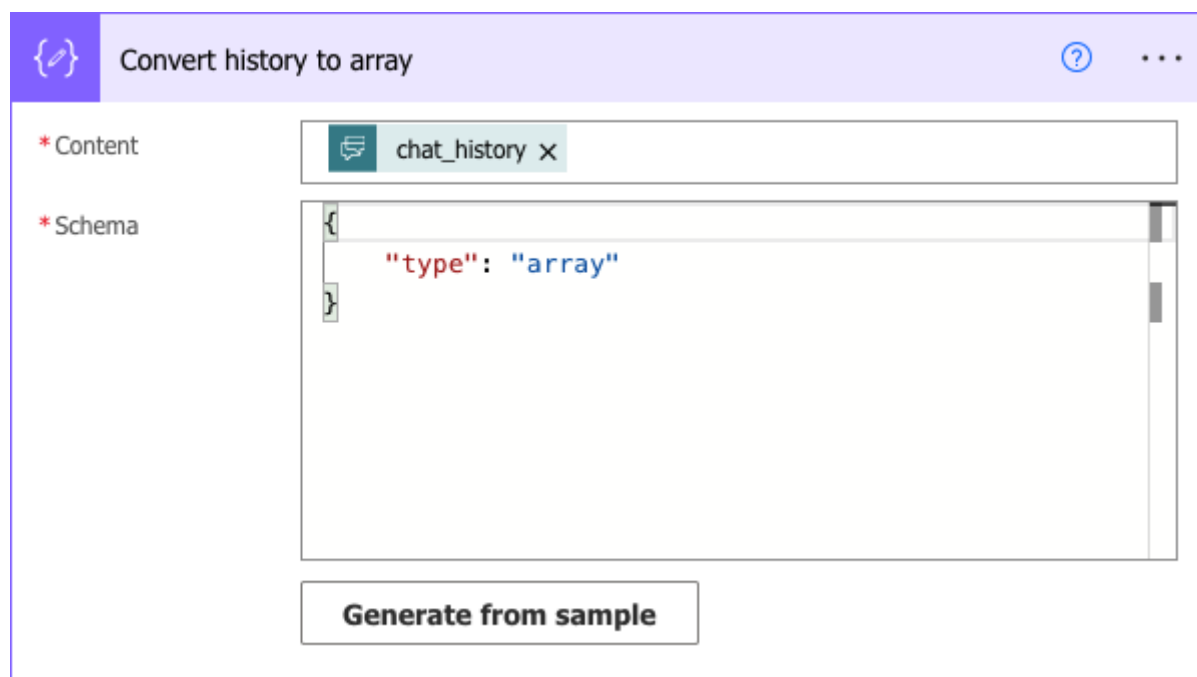 Convert history to array
* Content
chat_history ×
* Schema
{
"type": "array"
}
Generate from sample